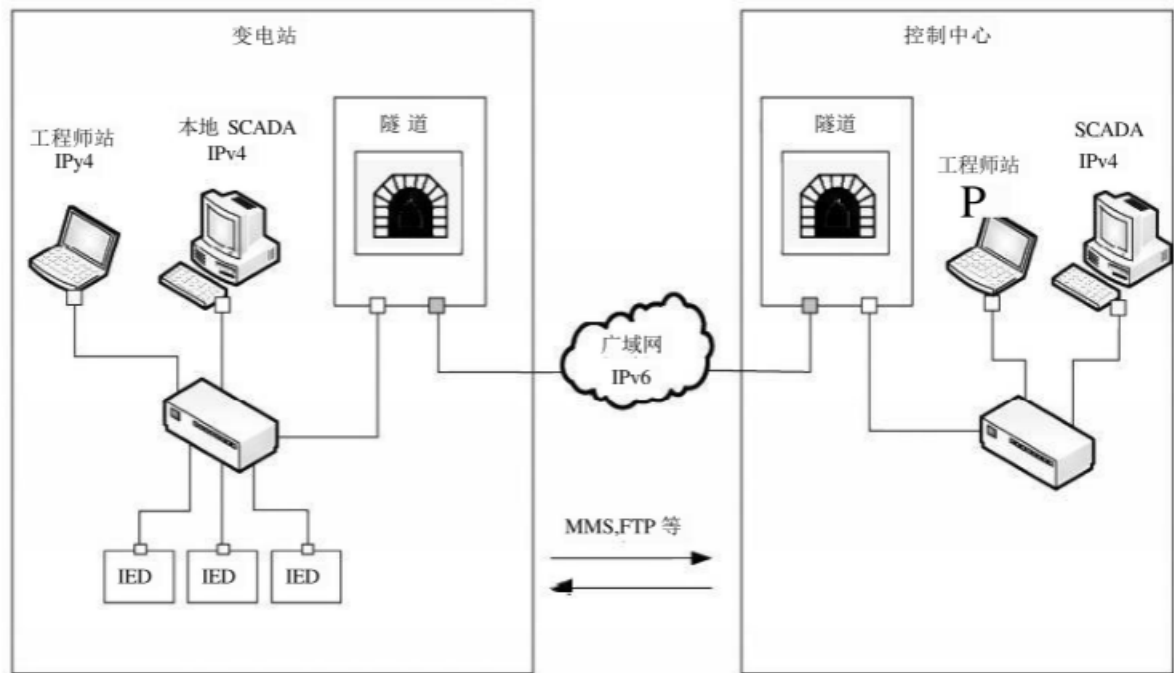 变电站
工程师站
IPy4
本地 SCADA
IPv4
隧道
IED
IED
IED
广域网
IPv6
MMS,FTP 等
控制中心
隧道
工程师站
P
SCADA
IPv4